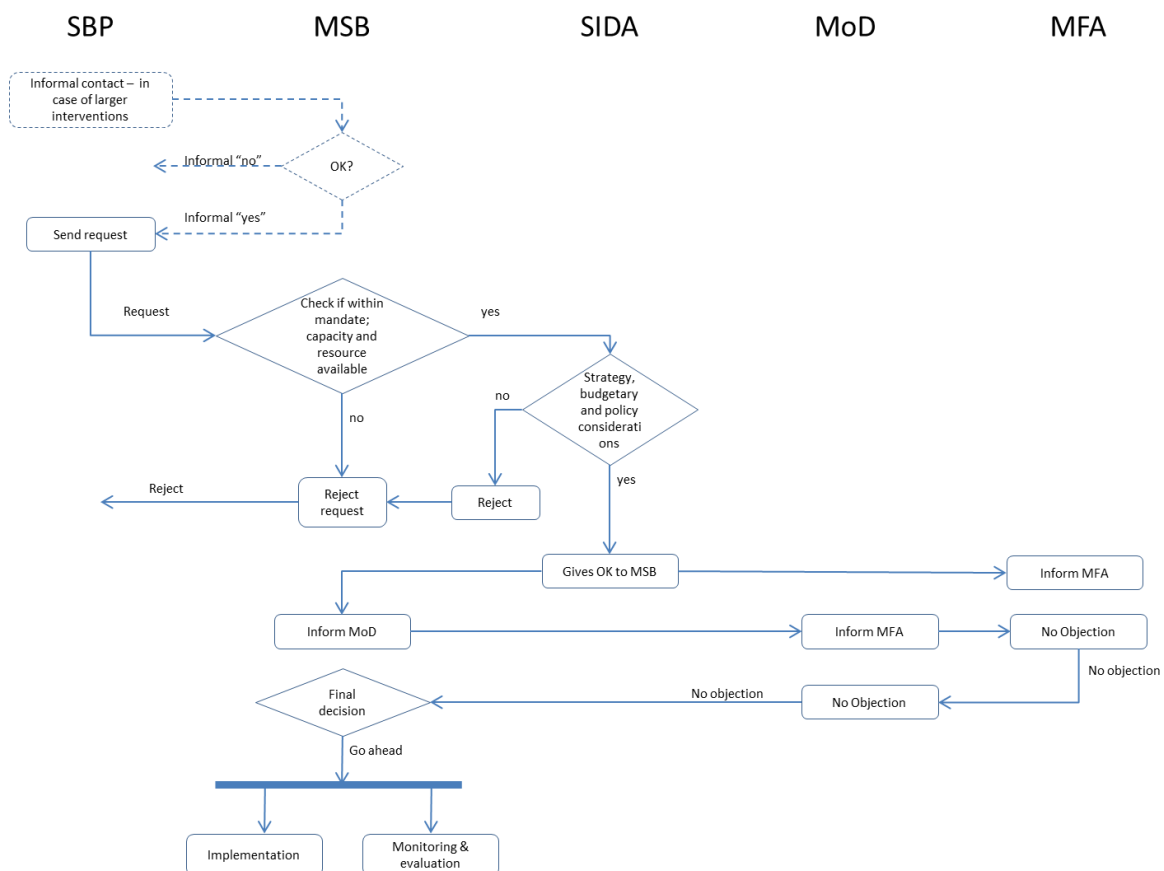 SBP
MSB
SIDA
MoD
MFA
Informal contact – in
case of larger
interventions
OK?
Informal “no”
Informal “yes”
Send request
Request
Check if within
mandate;
capacity and
resource
available
yes
no
Strategy,
budgetary
and policy
considerati
ons
no
yes
Reject
Reject
request
Reject
Gives OK to MSB
Inform MFA
Inform MoD
Inform MFA
No Objection
No objection
No Objection
No objection
Final
decision
Go ahead
Implementation
Monitoring &
evaluation